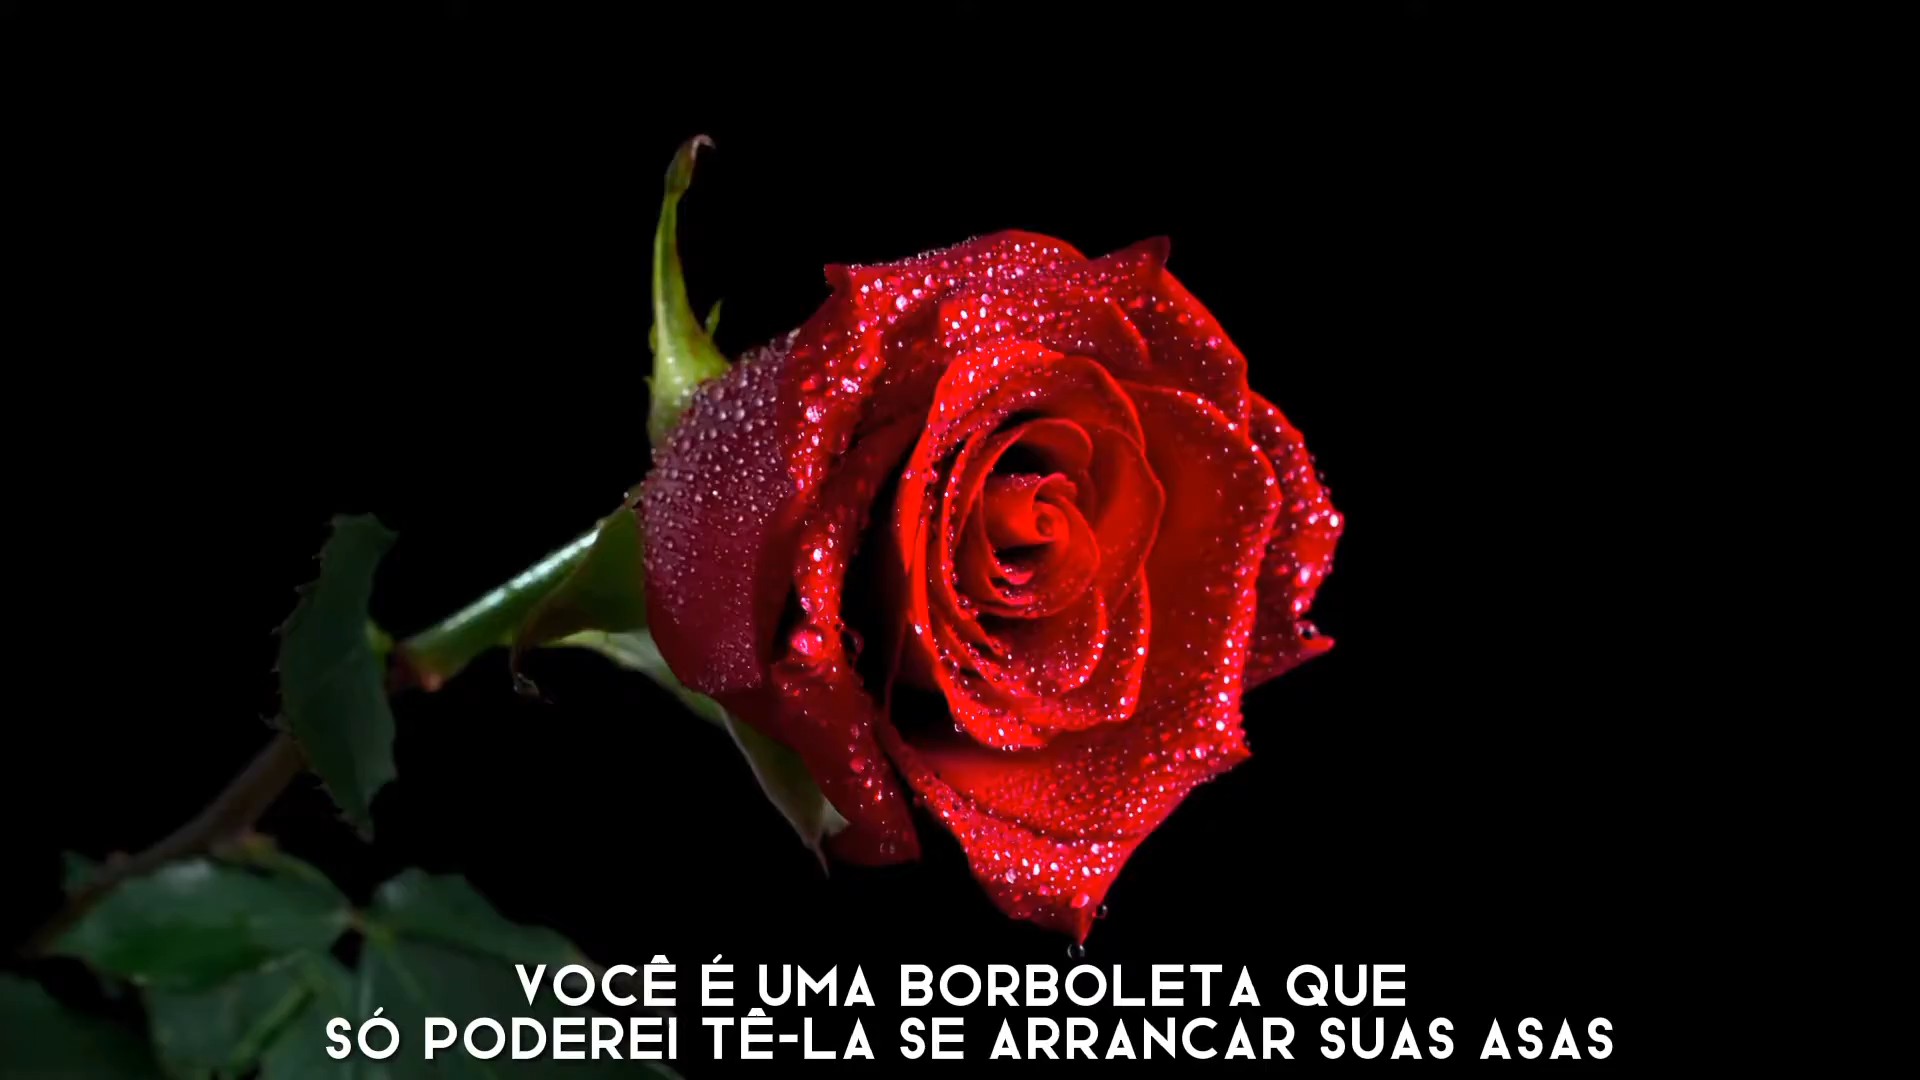 VOCÊ É UMA BORBOLETA QUE
SÓ PODEREI TÊ-LA SE ARRANCAR SUAS ASAS